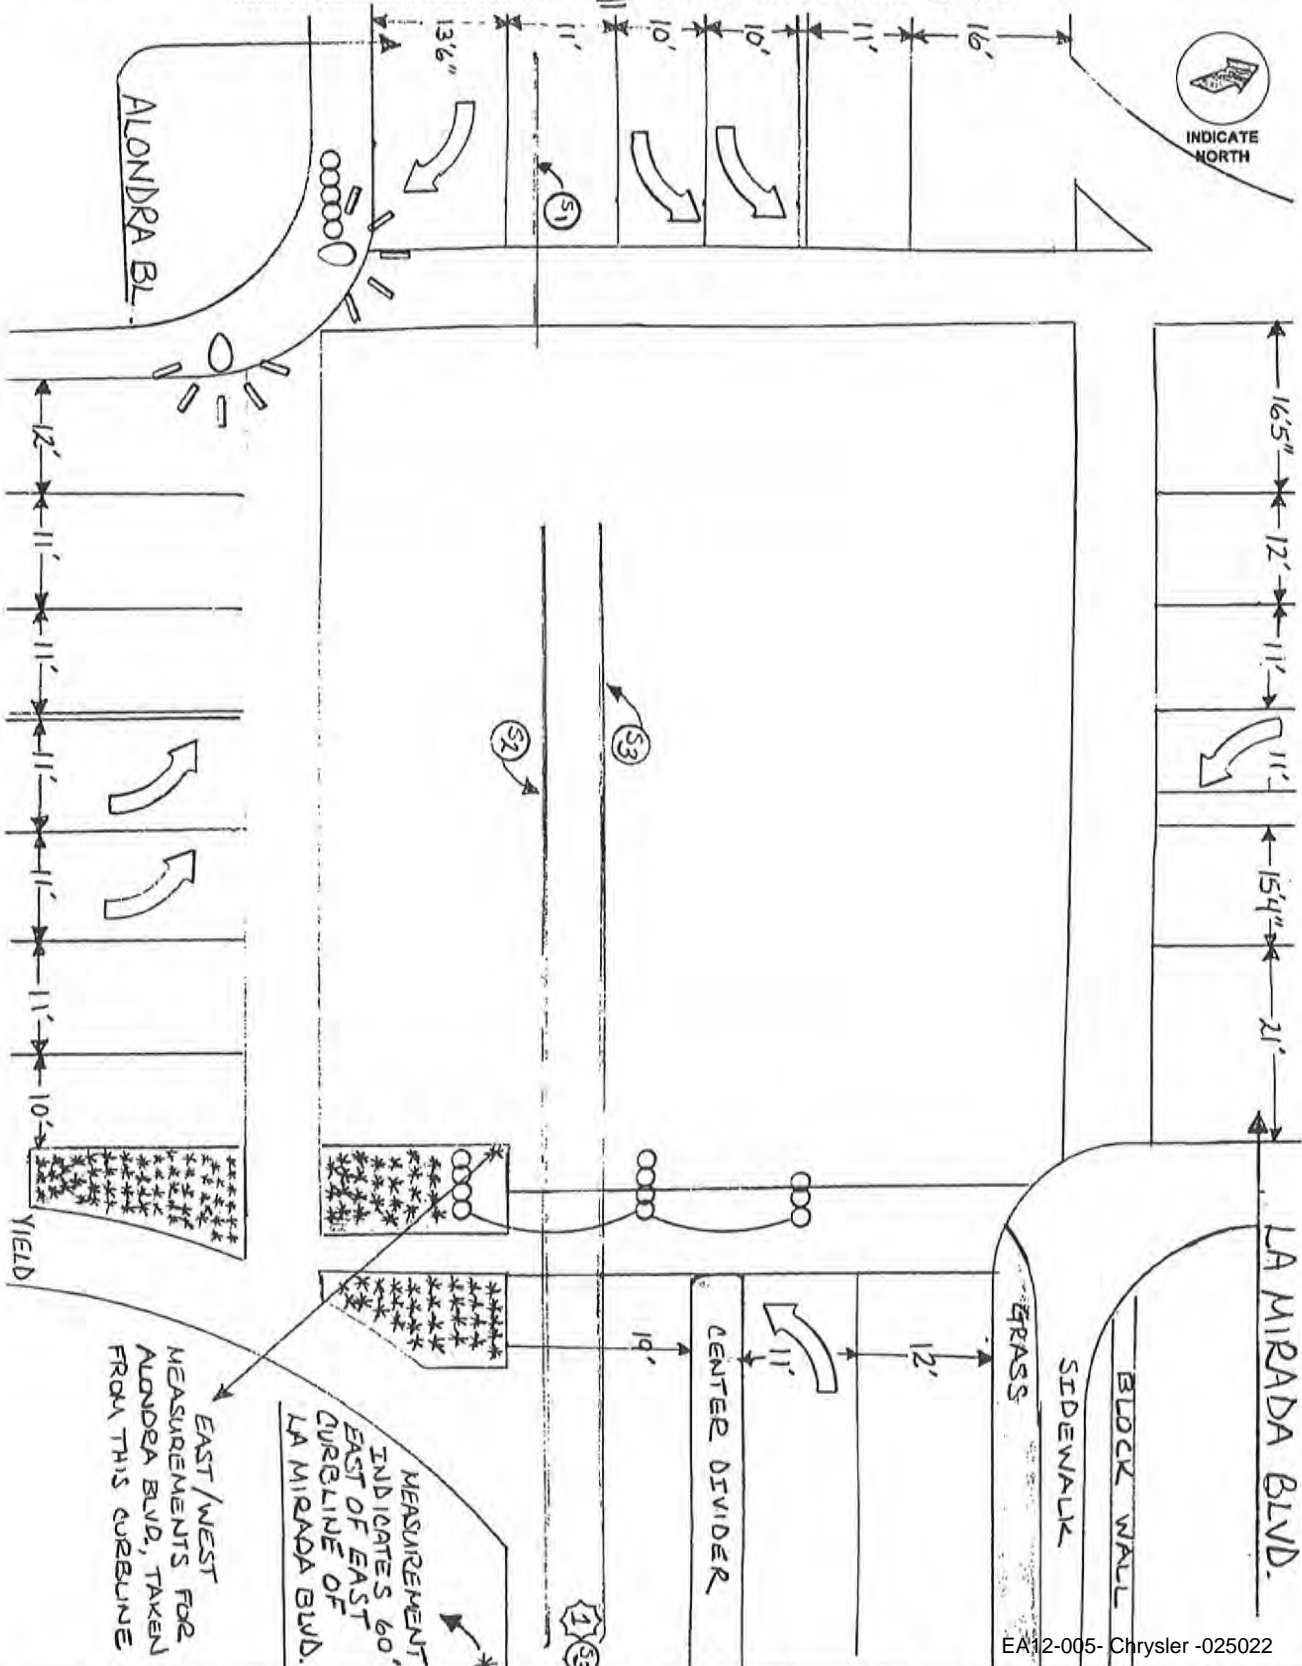 INDICATE
NORTH
13'6"
11'
10'
10'
11'
16'
ALONDRA BL.
S1
S2
S3
16'5"
12'
11'
11'
15'4"
21'
LA MIRADA BLVD.
12'
11'
11'
11'
11'
11'
10'
YIELD
GRASS
SIDEWALK
BLOCK WALL
CENTER DIVIDER
11'
12'
EAST/WEST
MEASUREMENTS FOR
ALONDRA BLVD, TAKEN
FROM THIS CURBLINE
MEASUREMENT
INDICATES 60'
EAST OF EAST
CURBLINE OF
LA MIRADA BLVD.
1
EA12-005- Chrysler -025022